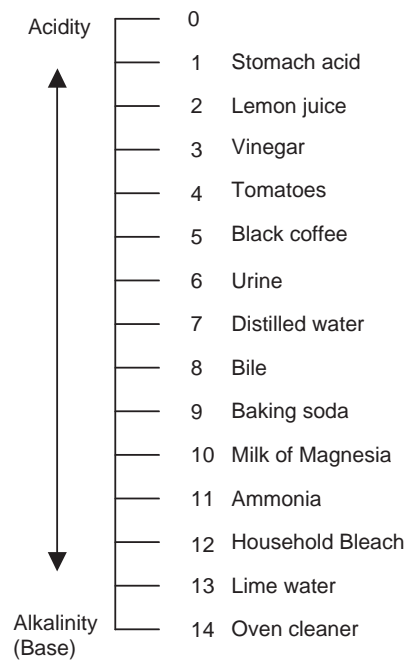 Acidity
0
1 Stomach acid
2 Lemon juice
3 Vinegar
4 Tomatoes
5 Black coffee
6 Urine
7 Distilled water
8 Bile
9 Baking soda
10 Milk of Magnesia
11 Ammonia
12 Household Bleach
13 Lime water
14 Oven cleaner
Alkalinity
(Base)